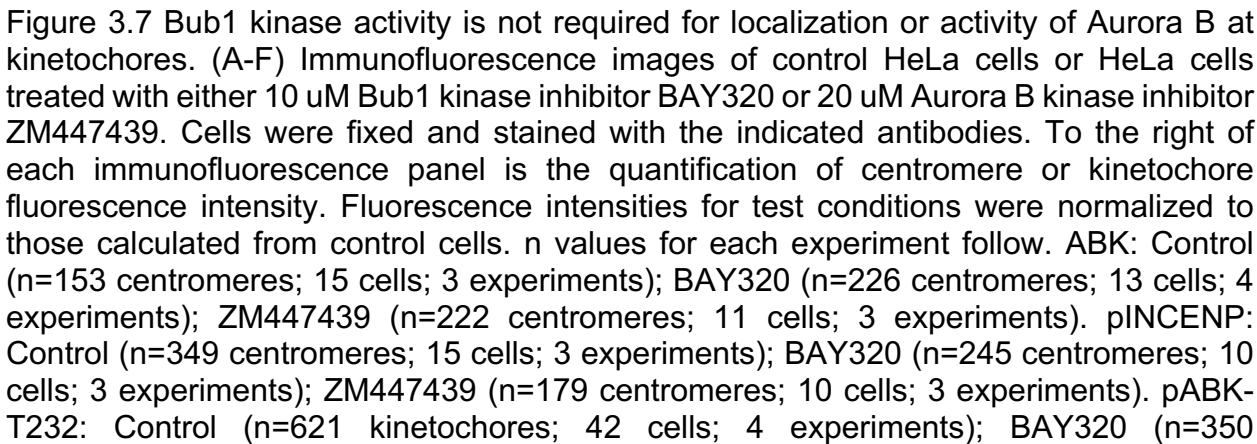 Figure 3.7 Bub1 kinase activity is not required for localization or activity of Aurora B at
kinetochores. (A-F) Immunofluorescence images of control HeLa cells or HeLa cells
treated with either 10 uM Bub1 kinase inhibitor BAY320 or 20 uM Aurora B kinase inhibitor
ZM447439. Cells were fixed and stained with the indicated antibodies. To the right of
each immunofluorescence panel is the quantification of centromere or kinetochore
fluorescence intensity. Fluorescence intensities for test conditions were normalized to
those calculated from control cells. n values for each experiment follow. ABK: Control
(n=153 centromeres; 15 cells; 3 experiments); BAY320 (n=226 centromeres; 13 cells; 4
experiments); ZM447439 (n=222 centromeres; 11 cells; 3 experiments). pINCENP:
Control (n=349 centromeres; 15 cells; 3 experiments); BAY320 (n=245 centromeres; 10
cells; 3 experiments); ZM447439 (n=179 centromeres; 10 cells; 3 experiments). pABK-
T232: Control (n=621 kinetochores; 42 cells; 4 experiments); BAY320 (n=350